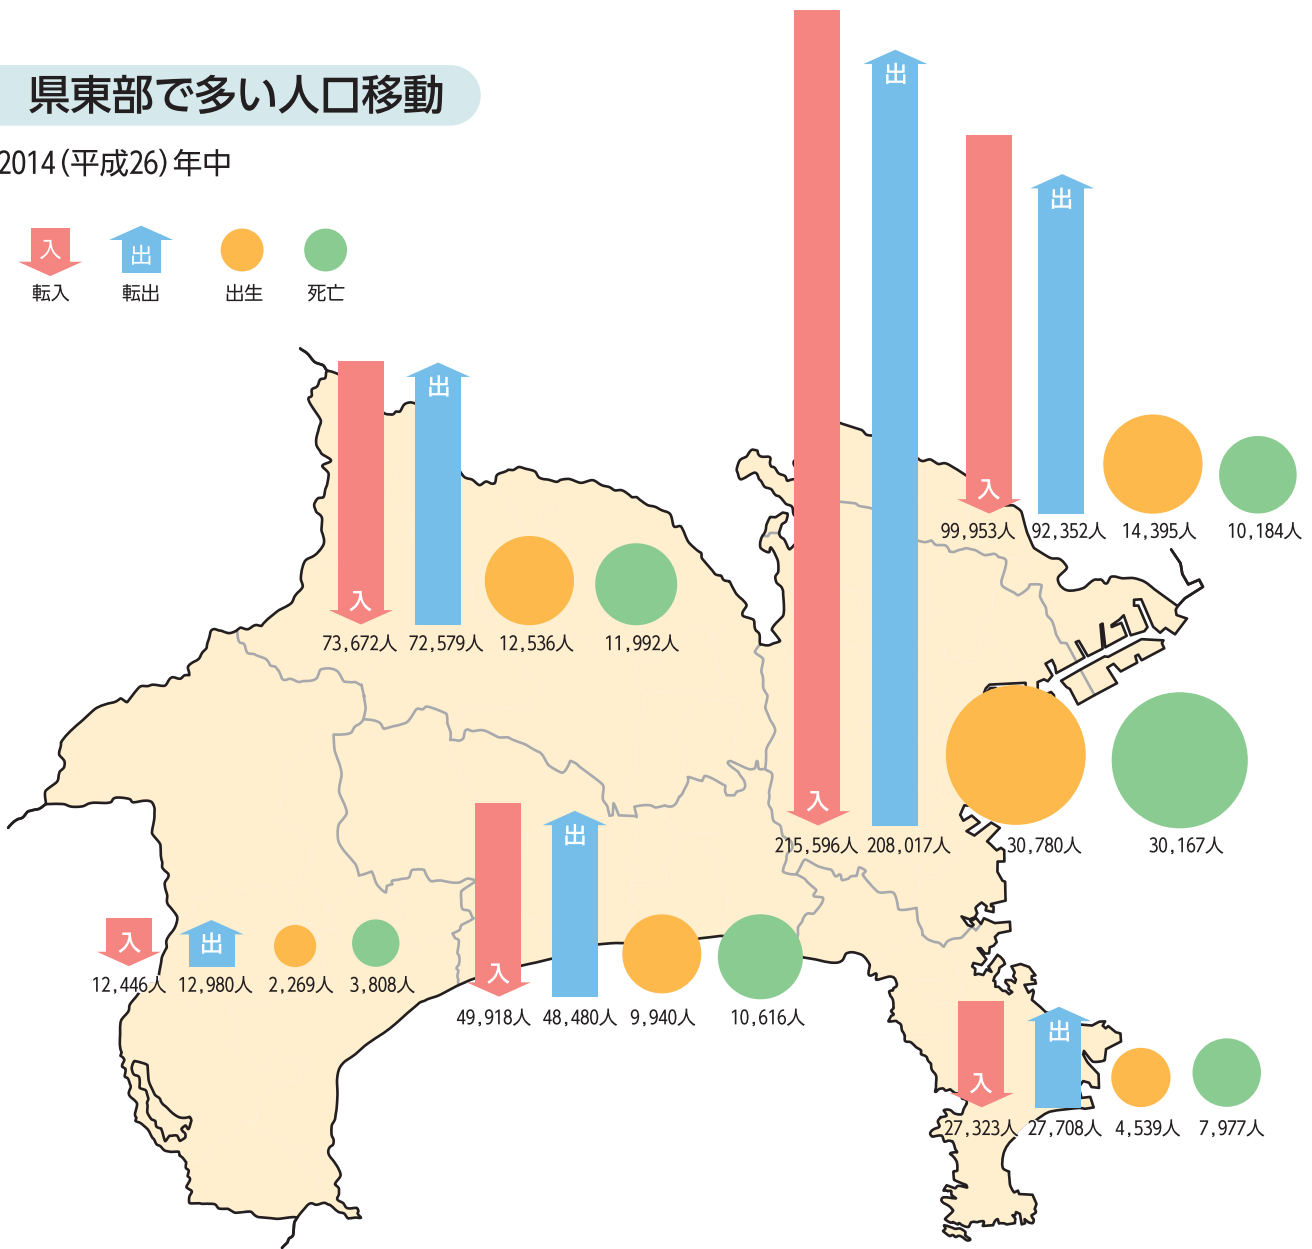 県東部で多い人口移動
2014(平成26)年中
入 出
転入 転出 出生 死亡
出
出
入
99,953人 92,352人 14,395人 10,184人
出
入
73,672人 72,579人 12,536人 11,992人
入
215,596人 208,017人 30,780人 30,167人
入 出
12,446人 12,980人 2,269人 3,808人
出
入
49,918人 48,480人 9,940人 10,616人
出
入
27,323人 27,708人 4,539人 7,977人